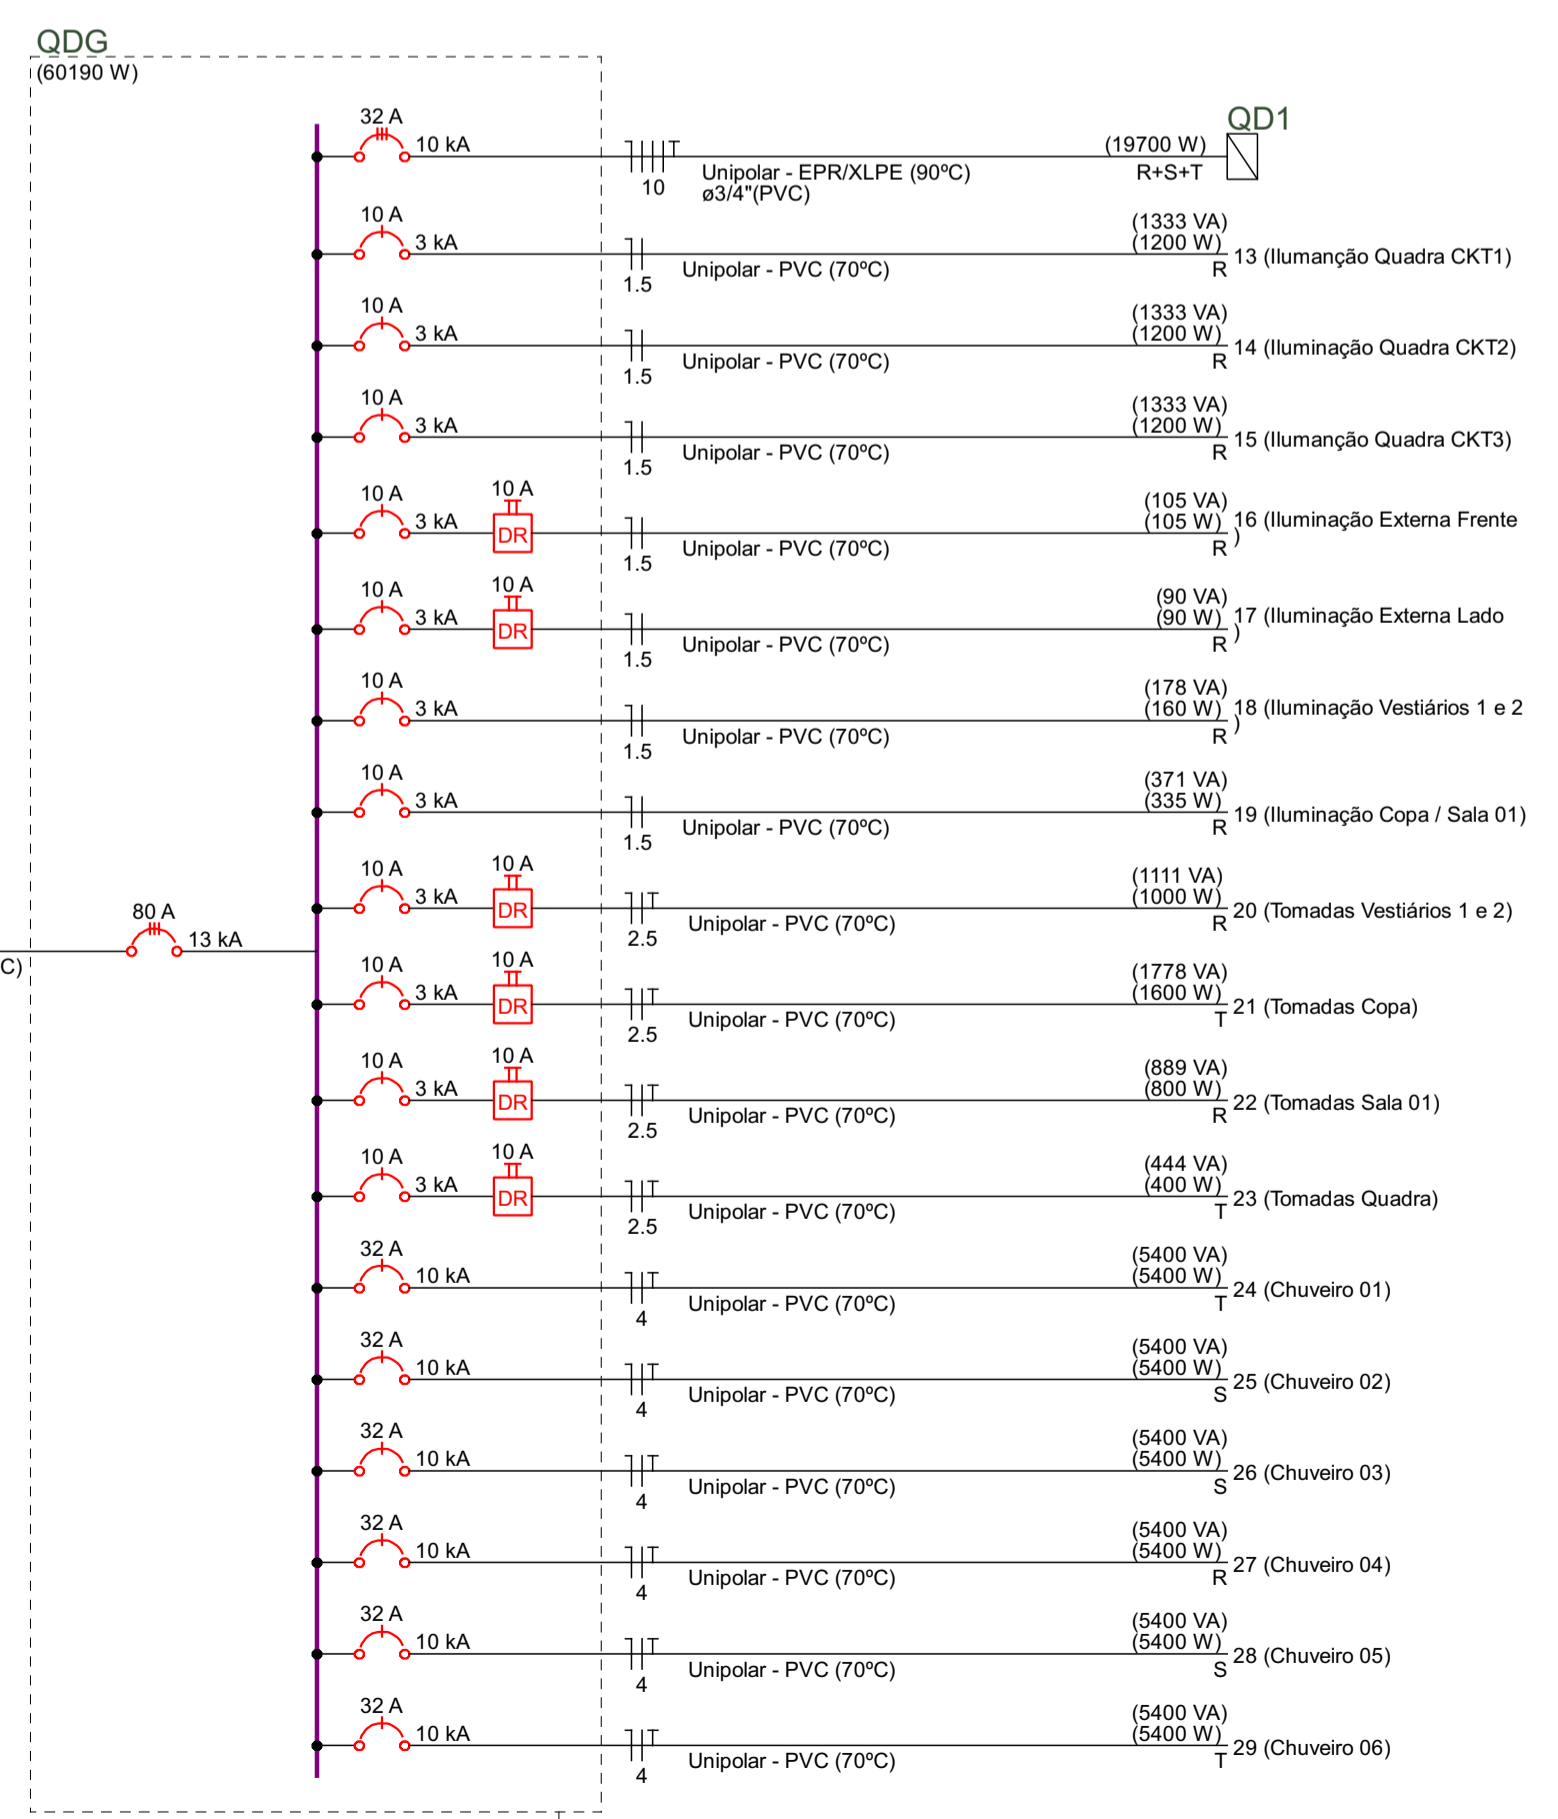 QDG
(60190 W)
32 A
10 kA
10
Unipolar - EPR/XLPE (90ºC)
ø3/4"(PVC)
(19700 W)
R+S+T
QD1
10 A
3 kA
1.5
Unipolar - PVC (70ºC)
(1333 VA)
(1200 W)
R
13 (Ilumanção Quadra CKT1)
10 A
3 kA
1.5
Unipolar - PVC (70ºC)
(1333 VA)
(1200 W)
R
14 (Iluminação Quadra CKT2)
10 A
3 kA
1.5
Unipolar - PVC (70ºC)
(1333 VA)
(1200 W)
R
15 (Ilumanção Quadra CKT3)
10 A
3 kA
10 A
DR
1.5
Unipolar - PVC (70ºC)
(105 VA)
(105 W)
R
16 (Iluminação Externa Frente
)
10 A
3 kA
10 A
DR
1.5
Unipolar - PVC (70ºC)
(90 VA)
(90 W)
R
17 (Iluminação Externa Lado
)
10 A
3 kA
1.5
Unipolar - PVC (70ºC)
(178 VA)
(160 W)
R
18 (Iluminação Vestiários 1 e 2
)
10 A
3 kA
1.5
Unipolar - PVC (70ºC)
(371 VA)
(335 W)
R
19 (Iluminação Copa / Sala 01)
10 A
3 kA
10 A
DR
2.5
Unipolar - PVC (70ºC)
(1111 VA)
(1000 W)
R
20 (Tomadas Vestiários 1 e 2)
80 A
13 kA
C)
10 A
3 kA
10 A
DR
2.5
Unipolar - PVC (70ºC)
(1778 VA)
(1600 W)
T
21 (Tomadas Copa)
10 A
3 kA
10 A
DR
2.5
Unipolar - PVC (70ºC)
(889 VA)
(800 W)
R
22 (Tomadas Sala 01)
10 A
3 kA
10 A
DR
2.5
Unipolar - PVC (70ºC)
(444 VA)
(400 W)
T
23 (Tomadas Quadra)
32 A
10 kA
4
Unipolar - PVC (70ºC)
(5400 VA)
(5400 W)
T
24 (Chuveiro 01)
32 A
10 kA
4
Unipolar - PVC (70ºC)
(5400 VA)
(5400 W)
S
25 (Chuveiro 02)
32 A
10 kA
4
Unipolar - PVC (70ºC)
(5400 VA)
(5400 W)
S
26 (Chuveiro 03)
32 A
10 kA
4
Unipolar - PVC (70ºC)
(5400 VA)
(5400 W)
R
27 (Chuveiro 04)
32 A
10 kA
4
Unipolar - PVC (70ºC)
(5400 VA)
(5400 W)
S
28 (Chuveiro 05)
32 A
10 kA
4
Unipolar - PVC (70ºC)
(5400 VA)
(5400 W)
T
29 (Chuveiro 06)